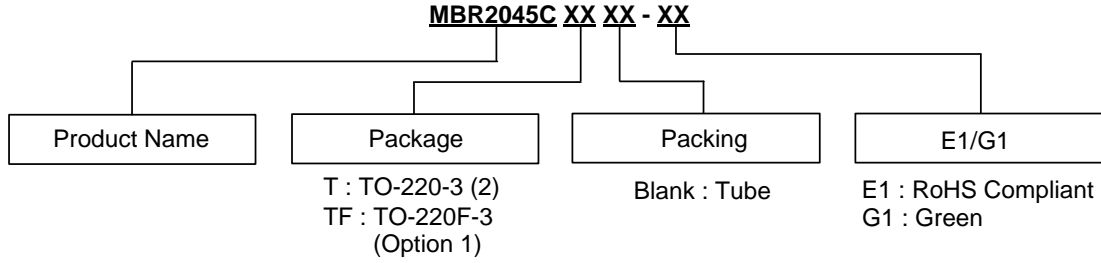 MBR2045C XX XX - XX
Product Name
Package
Packing
E1/G1
T : TO-220-3 (2)
TF : TO-220F-3
(Option 1)
Blank : Tube
E1 : RoHS Compliant
G1 : Green